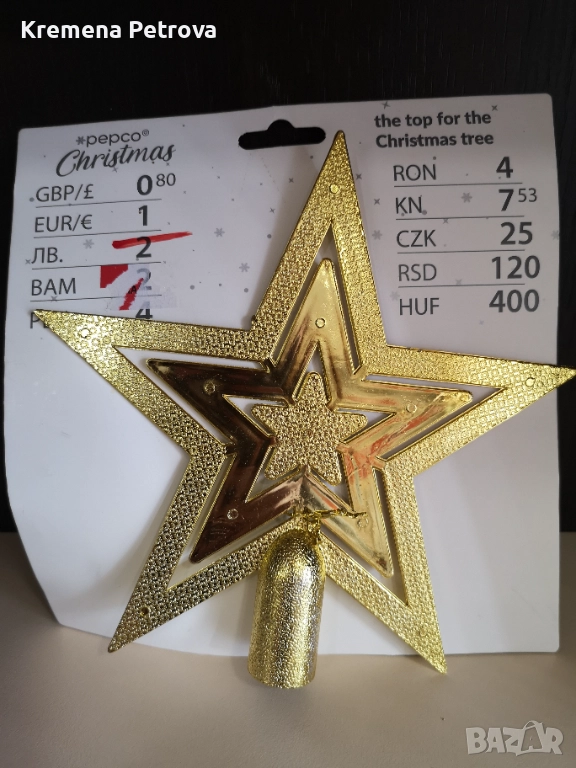 Kremena Petrova
pepco®
Christmas
GBP/£ 0 80
EUR/€ 1
ЛВ. 2
BAM 2
4
the top for the
Christmas tree
RON 4
KN 7 53
CZK 25
RSD 120
HUF 400
BAZAR